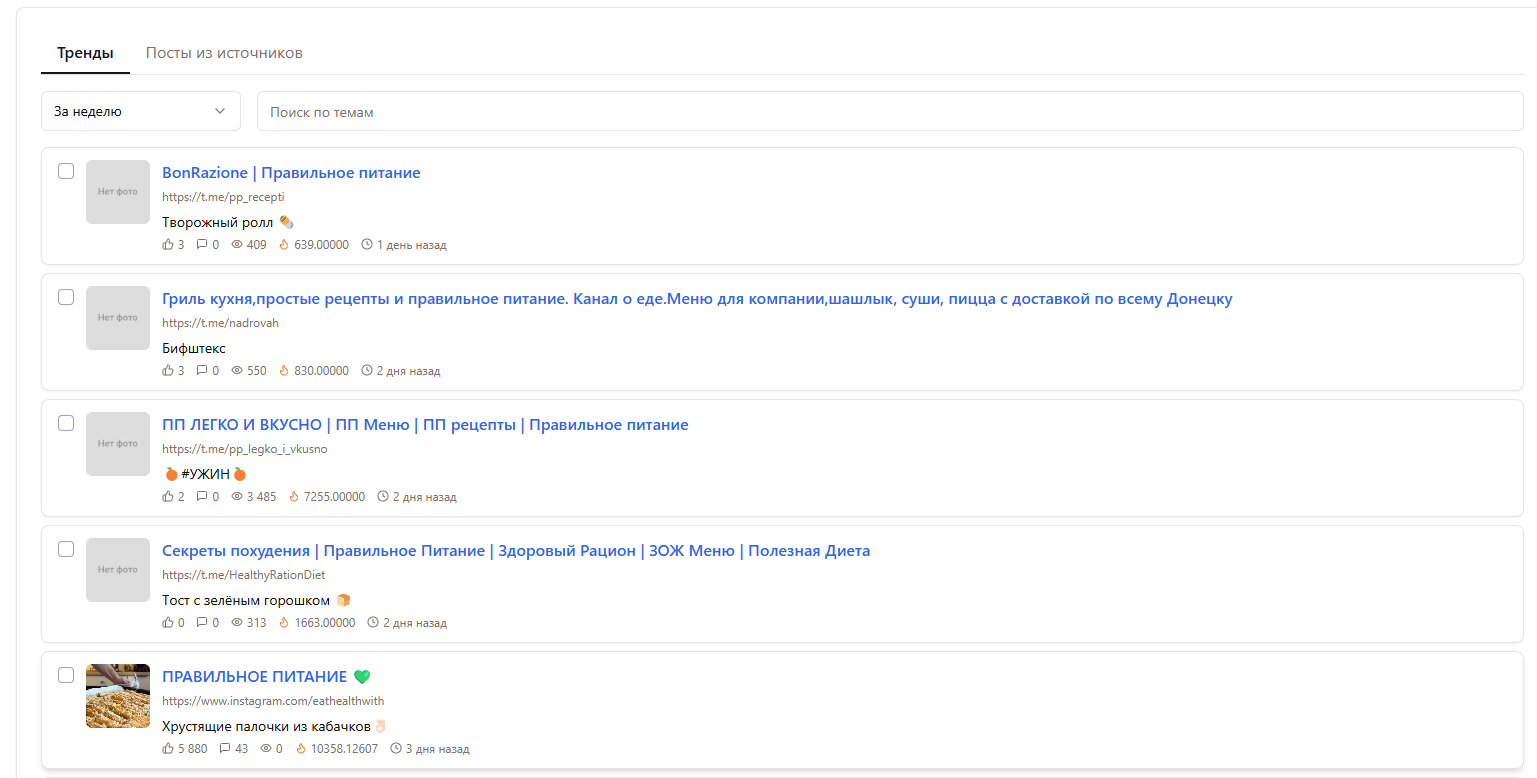 Тренды Посты из источников
За неделю Поиск по темам
Нет фото
BonRazione | Правильное питание
https://t.me/pp_recepti
Творожный ролл 🌯
3 0 409 639.00000 1 день назад
Нет фото
Гриль кухня,простые рецепты и правильное питание. Канал о еде.Меню для компании,шашлык, суши, пицца с доставкой по всему Донецку
https://t.me/nadrovah
Бифштекс
3 0 550 830.00000 2 дня назад
Нет фото
ПП ЛЕГКО И ВКУСНО | ПП Меню | ПП рецепты | Правильное питание
https://t.me/pp_legko_i_vkusno
🍊#УЖИН🍊
2 0 3 485 7255.00000 2 дня назад
Нет фото
Секреты похудения | Правильное Питание | Здоровый Рацион | ЗОЖ Меню | Полезная Диета
https://t.me/HealthyRationDiet
Тост с зелёным горошком 🍞
0 0 313 1663.00000 2 дня назад
ПРАВИЛЬНОЕ ПИТАНИЕ 💚
https://www.instagram.com/eathealthwith
Хрустящие палочки из кабачков👌🏻
5 880 43 0 10358.12607 3 дня назад